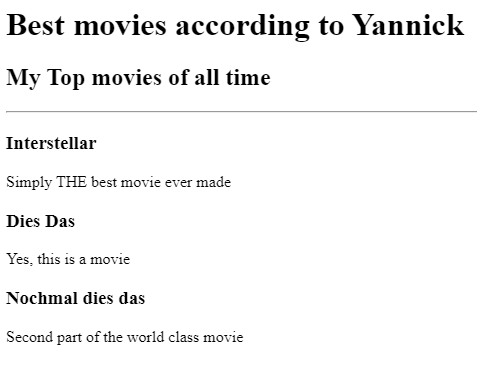 Best movies according to Yannick
My Top movies of all time
Interstellar
Simply THE best movie ever made
Dies Das
Yes, this is a movie
Nochmal dies das
Second part of the world class movie